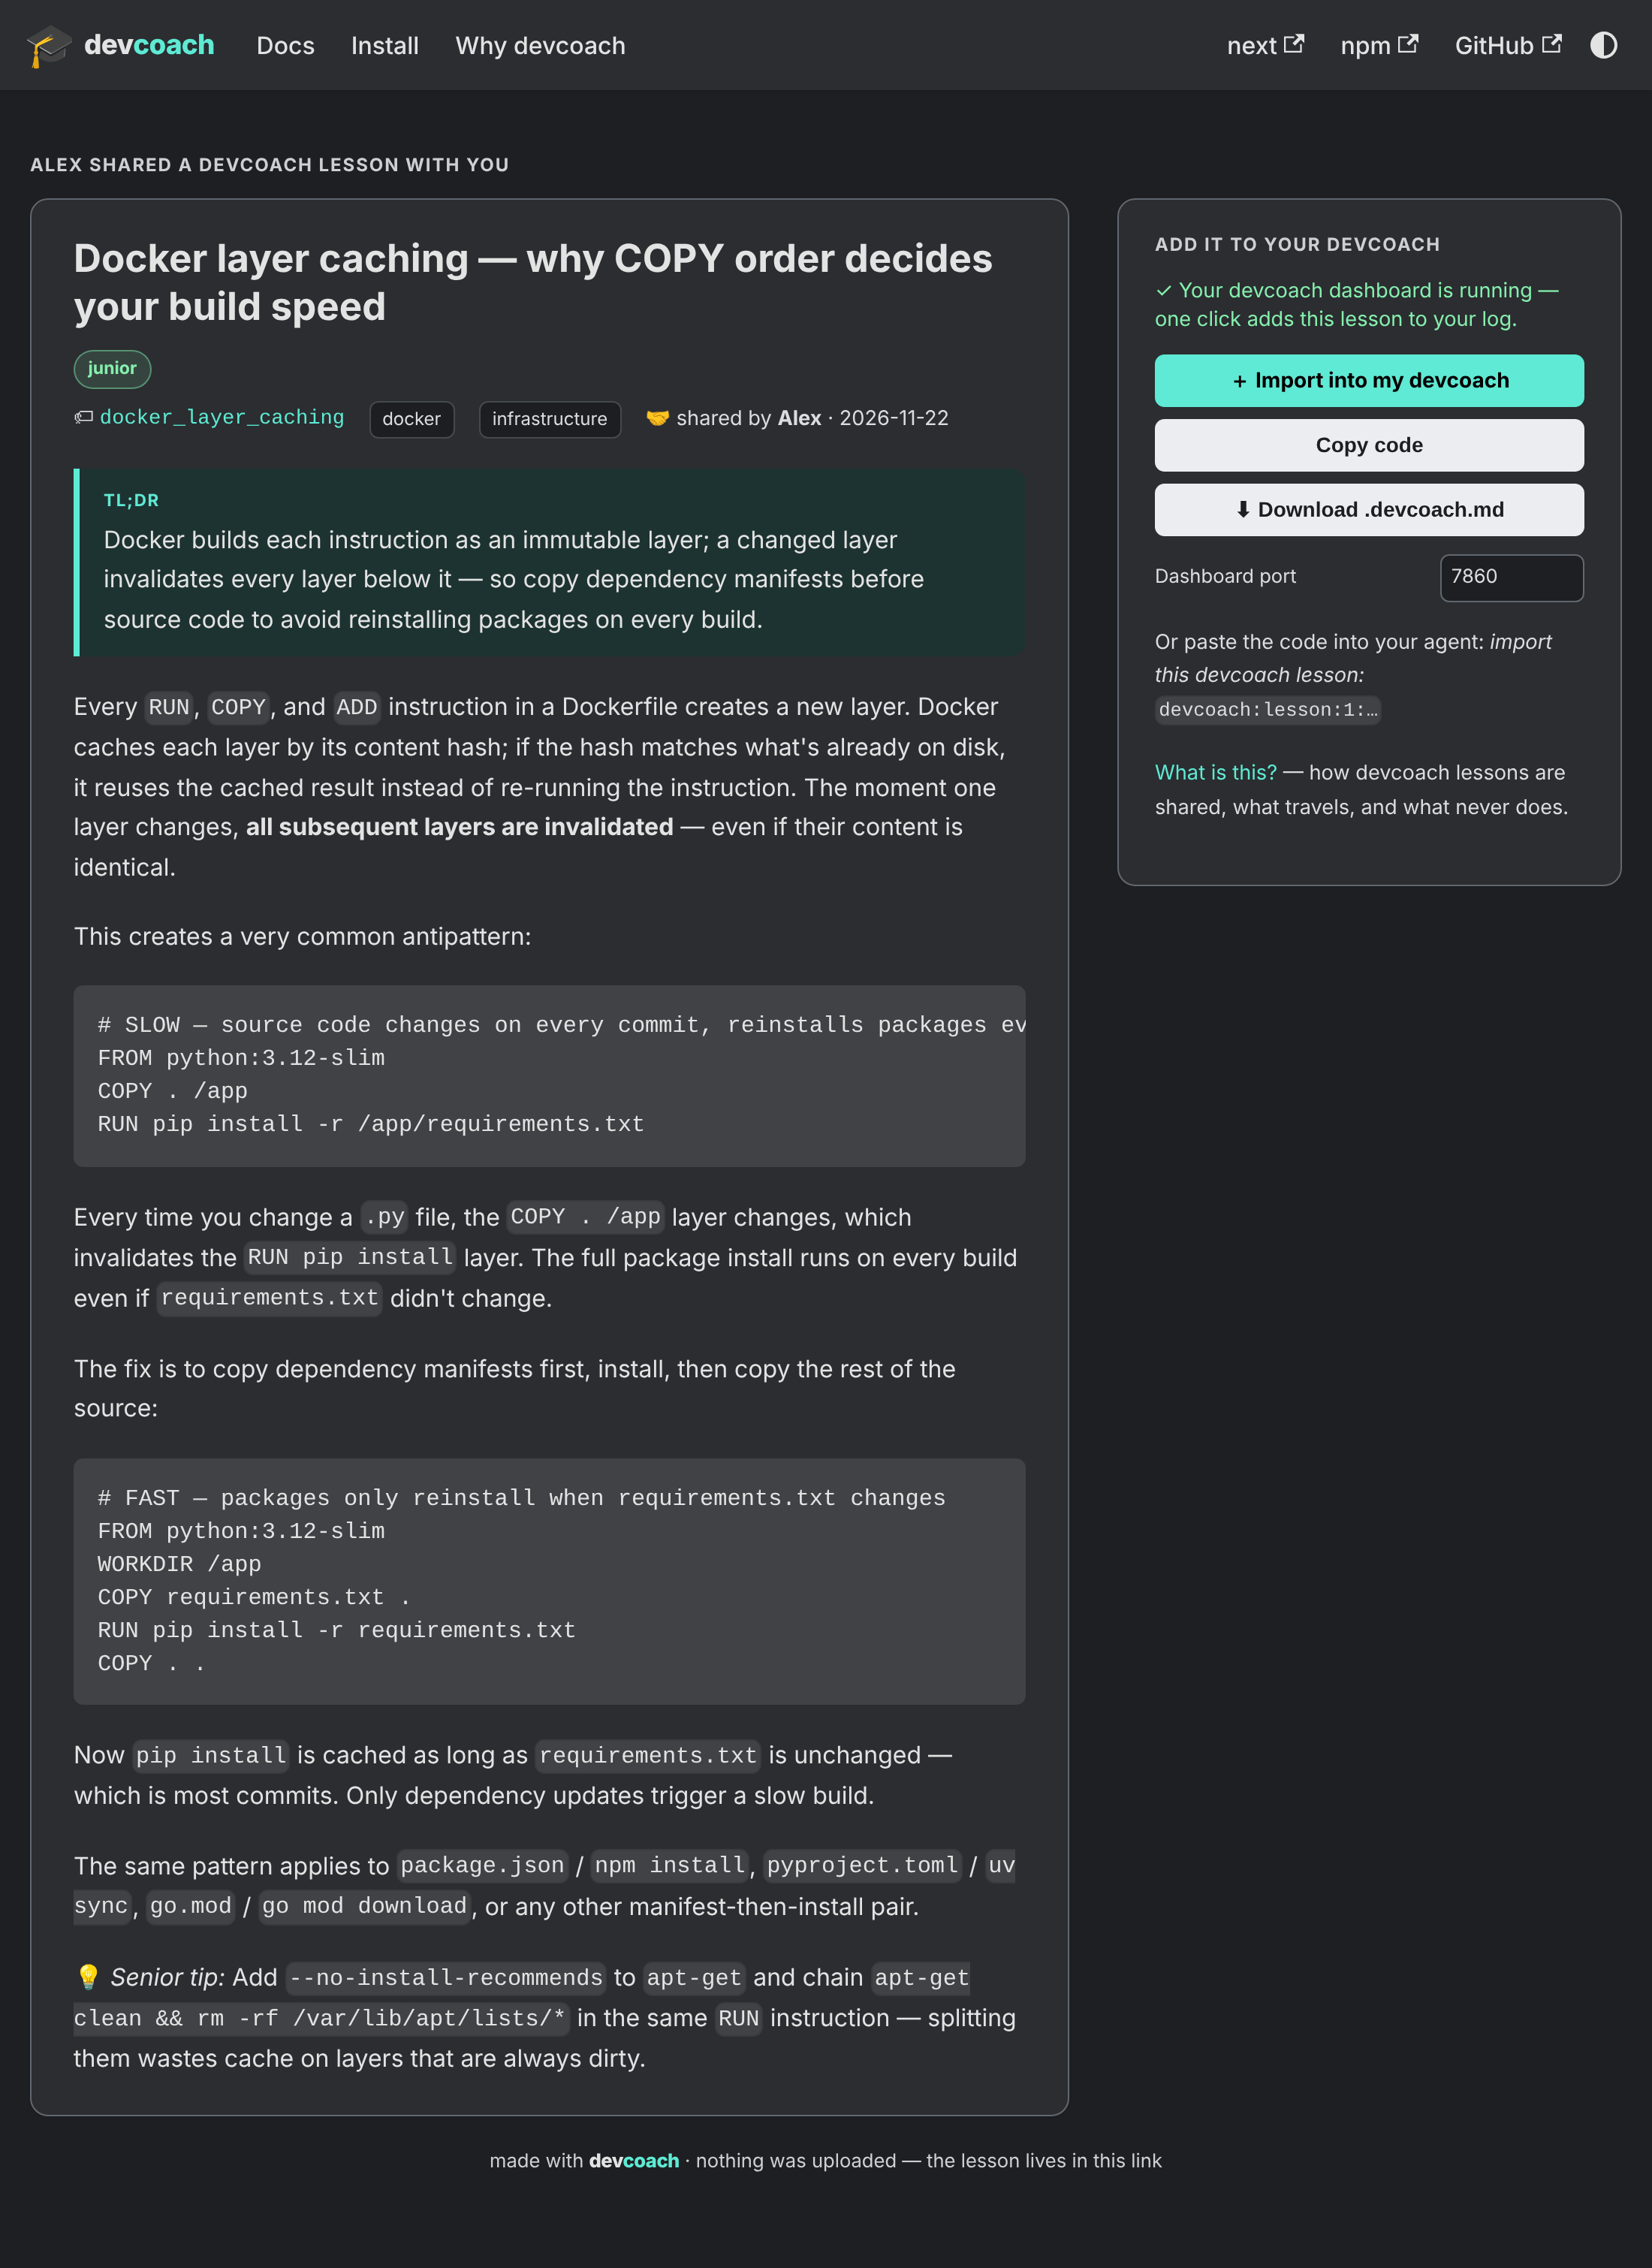 devcoach Docs Install Why devcoach next npm GitHub
ALEX SHARED A DEVCOACH LESSON WITH YOU
Docker layer caching — why COPY order decides
your build speed
junior
docker_layer_caching docker infrastructure 🤝 shared by Alex · 2026-11-22
TL;DR
Docker builds each instruction as an immutable layer; a changed layer
invalidates every layer below it — so copy dependency manifests before
source code to avoid reinstalling packages on every build.
Every RUN, COPY, and ADD instruction in a Dockerfile creates a new layer. Docker
caches each layer by its content hash; if the hash matches what's already on disk,
it reuses the cached result instead of re-running the instruction. The moment one
layer changes, all subsequent layers are invalidated — even if their content is
identical.
This creates a very common antipattern:
# SLOW — source code changes on every commit, reinstalls packages ev
FROM python:3.12-slim
COPY . /app
RUN pip install -r /app/requirements.txt
Every time you change a .py file, the COPY . /app layer changes, which
invalidates the RUN pip install layer. The full package install runs on every build
even if requirements.txt didn't change.
The fix is to copy dependency manifests first, install, then copy the rest of the
source:
# FAST — packages only reinstall when requirements.txt changes
FROM python:3.12-slim
WORKDIR /app
COPY requirements.txt .
RUN pip install -r requirements.txt
COPY . .
Now pip install is cached as long as requirements.txt is unchanged —
which is most commits. Only dependency updates trigger a slow build.
The same pattern applies to package.json / npm install, pyproject.toml / uv
sync, go.mod / go mod download, or any other manifest-then-install pair.
💡 Senior tip: Add --no-install-recommends to apt-get and chain apt-get
clean && rm -rf /var/lib/apt/lists/* in the same RUN instruction — splitting
them wastes cache on layers that are always dirty.
ADD IT TO YOUR DEVCOACH
✓ Your devcoach dashboard is running —
one click adds this lesson to your log.
+ Import into my devcoach
Copy code
⬇ Download .devcoach.md
Dashboard port 7860
Or paste the code into your agent: import
this devcoach lesson:
devcoach:lesson:1:…
What is this? — how devcoach lessons are
shared, what travels, and what never does.
made with devcoach · nothing was uploaded — the lesson lives in this link